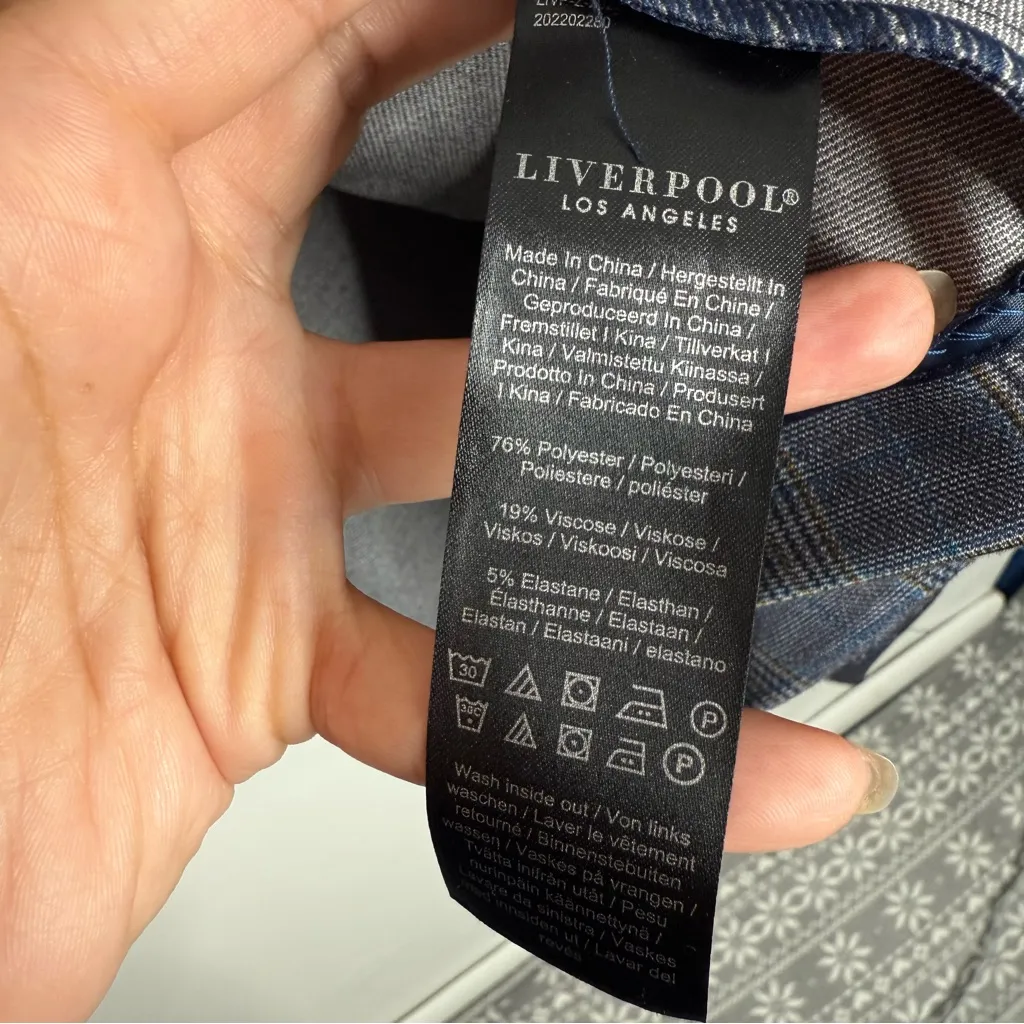 LIVERPOOL®
LOS ANGELES
Made In China / Hergestellt In
China / Fabriqué En Chine /
Geproduceerd In China /
Fremstillet I Kina / Tillverkat I
Kina / Valmistettu Kiinassa /
Prodotto In China / Produsert
I Kina / Fabricado En China
76% Polyester / Polyesteri /
Poliestere / poliéster
19% Viscose / Viskose /
Viskos / Viskoosi / Viscosa
5% Elastane / Elasthan /
Élasthanne / Elastaan /
Elastan / Elastaani / elastano
30 P
30C P
Wash inside out / Von links
waschen / Laver le vêtement
retourné / Binnenstebuiten
wassen / Vaskes på vrangen /
Tvätta inifrån utåt / Pesu
nurinpäin käännettynä /
Lavare da sinistra / Vaskes
med innsiden ut / Lavar del
revés